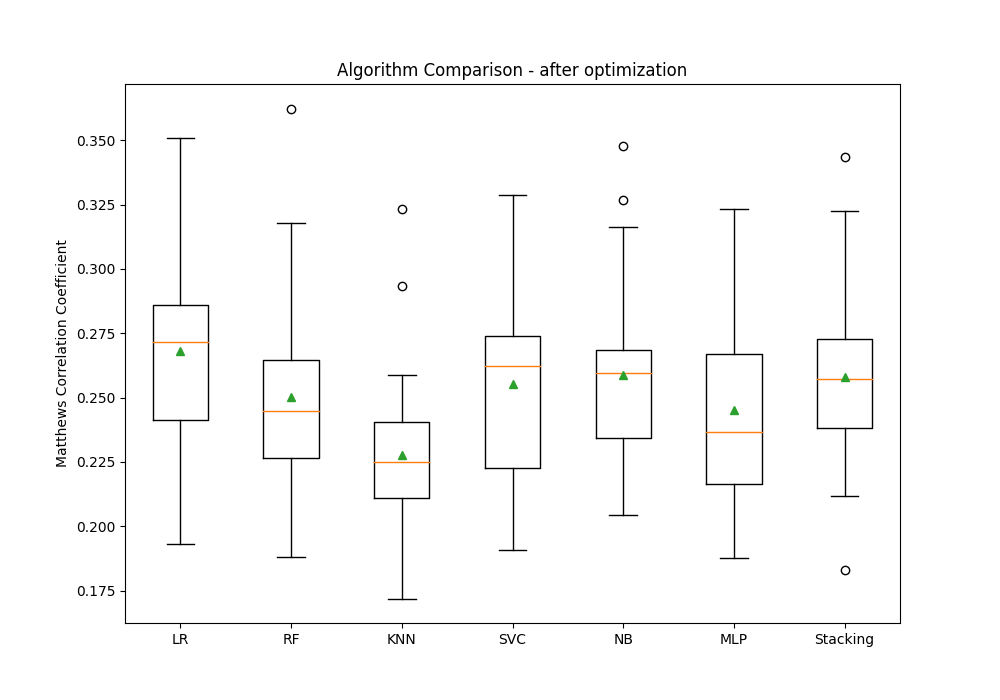 Algorithm Comparison - after optimization
Matthews Correlation Coefficient
0.350
0.325
0.300
0.275
0.250
0.225
0.200
0.175
LR RF KNN SVC NB MLP Stacking